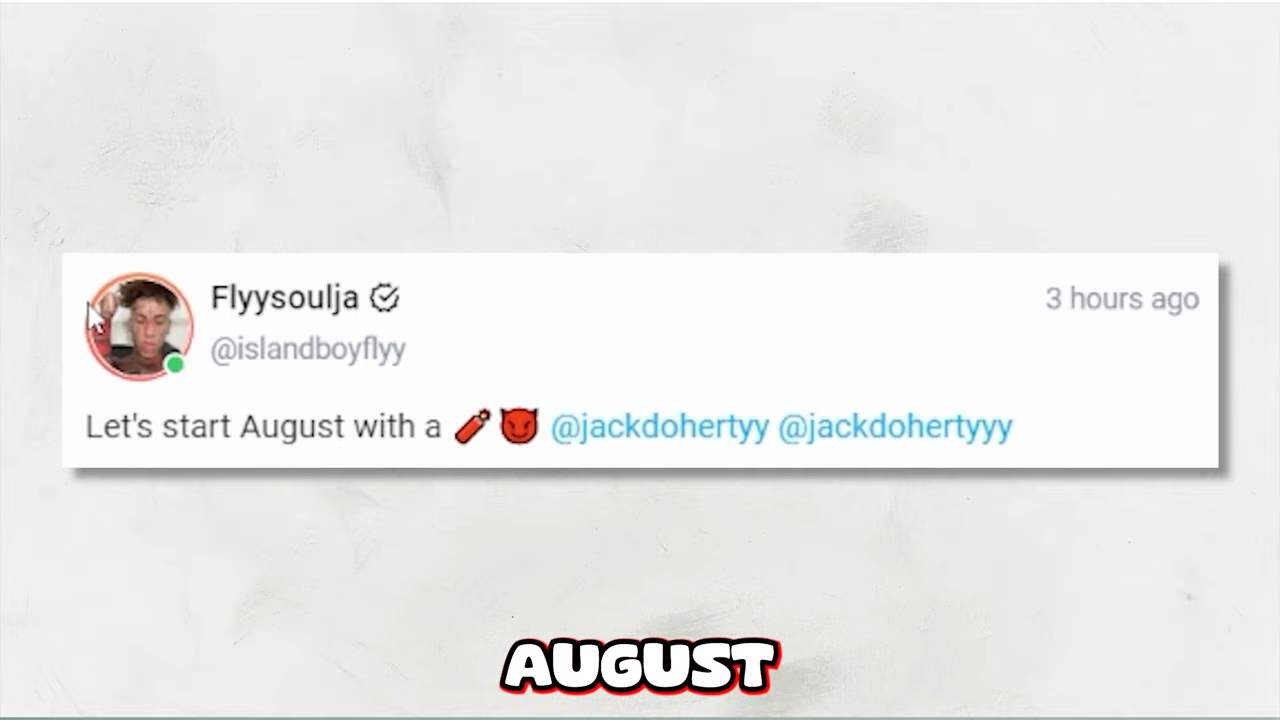 Flyysoulja
3 hours ago
@islandboyflyy
Let's start August with a 🧨 😈 @jackdohertyy @jackdohertyyy
AUGUST